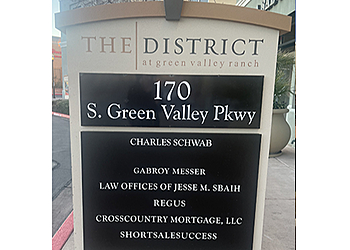 THE DISTRICT
at green valley ranch
170
S. Green Valley Pkwy
CHARLES SCHWAB
GABROY MESSER
LAW OFFICES OF JESSE M. SBAIH
REGUS
CROSSCOUNTRY MORTGAGE, LLC
SHORTSALESUCCESS